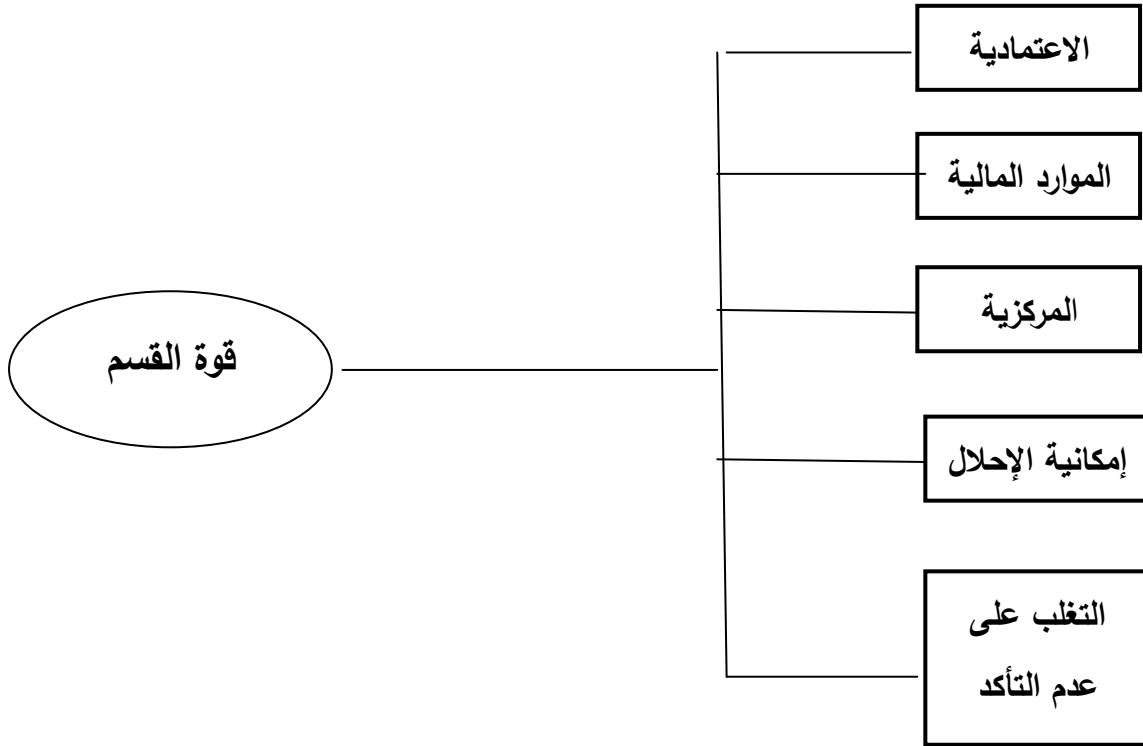 الاعتمادية
الموارد المالية
المركزية
قوة القسم
إمكانية الإحلال
التغلب على
عدم التأكد